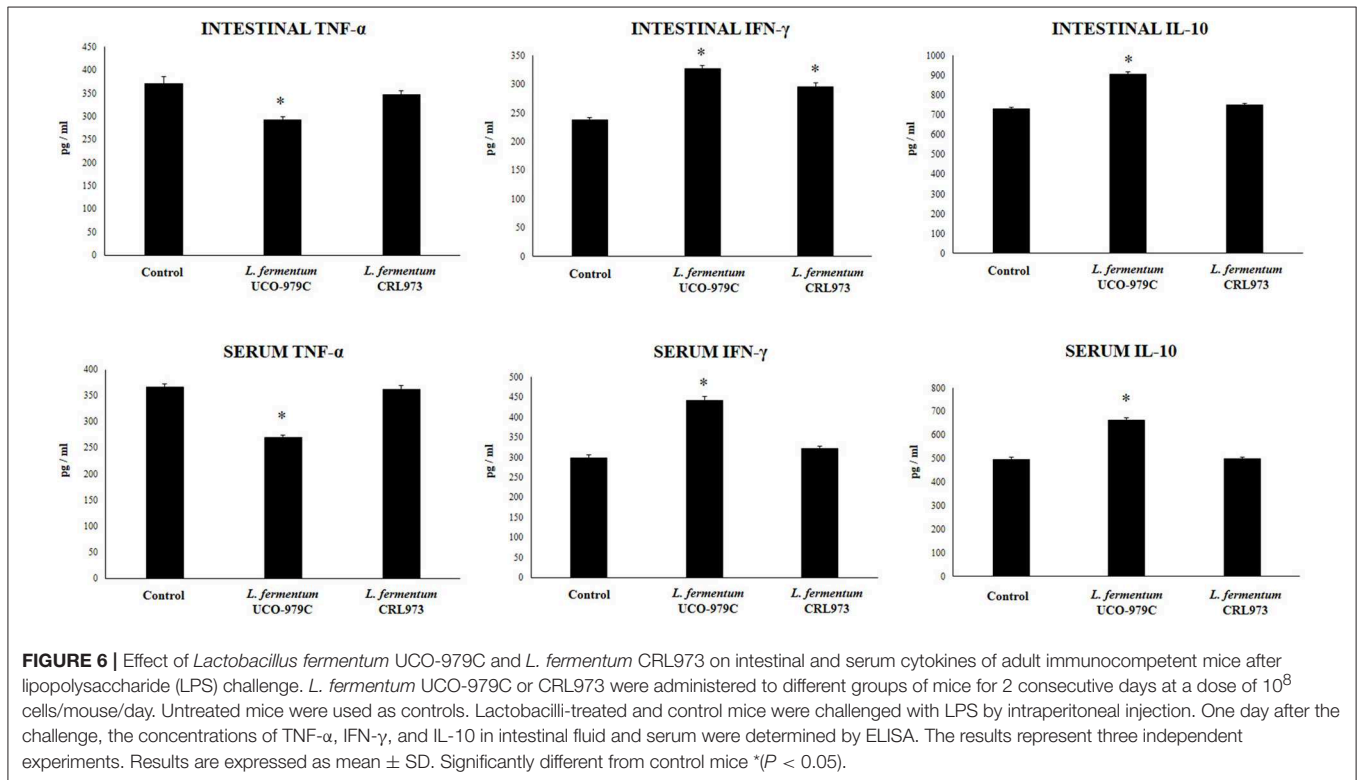 INTESTINAL TNF-α
450
400
350
300
250
200
150
100
50
0
pg / ml
Control
L. fermentum
UCO-979C
L. fermentum
CRL973
*
INTESTINAL IFN-γ
350
300
250
200
150
100
50
0
pg / ml
Control
L. fermentum
UCO-979C
L. fermentum
CRL973
*
*
INTESTINAL IL-10
1000
900
800
700
600
500
400
300
200
100
0
pg / ml
Control
L. fermentum
UCO-979C
L. fermentum
CRL973
*
SERUM TNF-α
400
350
300
250
200
150
100
50
0
pg / ml
Control
L. fermentum
UCO-979C
L. fermentum
CRL973
*
SERUM IFN-γ
500
450
400
350
300
250
200
150
100
50
0
pg / ml
Control
L. fermentum
UCO-979C
L. fermentum
CRL973
*
SERUM IL-10
800
700
600
500
400
300
200
100
0
pg / ml
Control
L. fermentum
UCO-979C
L. fermentum
CRL973
*
FIGURE 6 | Effect of Lactobacillus fermentum UCO-979C and L. fermentum CRL973 on intestinal and serum cytokines of adult immunocompetent mice after
lipopolysaccharide (LPS) challenge. L. fermentum UCO-979C or CRL973 were administered to different groups of mice for 2 consecutive days at a dose of 10⁸
cells/mouse/day. Untreated mice were used as controls. Lactobacilli-treated and control mice were challenged with LPS by intraperitoneal injection. One day after the
challenge, the concentrations of TNF-α, IFN-γ, and IL-10 in intestinal fluid and serum were determined by ELISA. The results represent three independent
experiments. Results are expressed as mean ± SD. Significantly different from control mice *(P < 0.05).